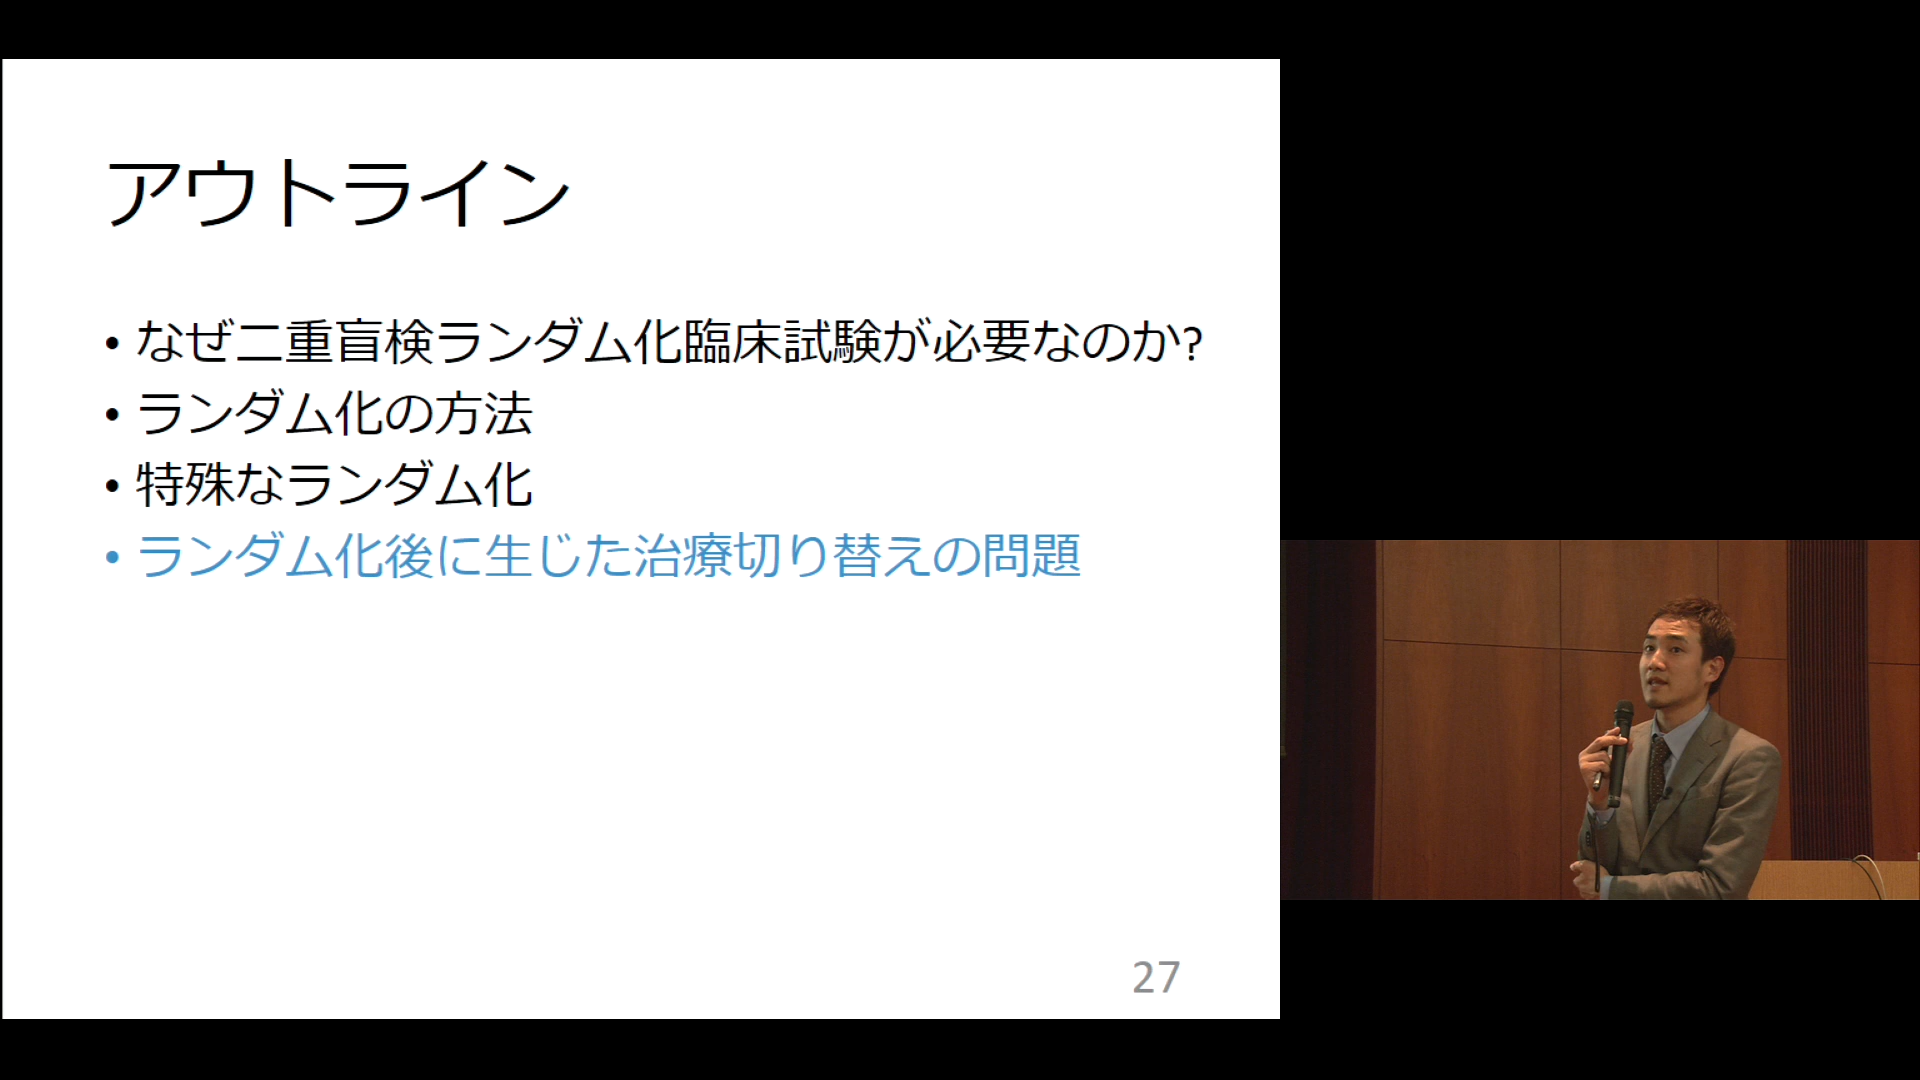 アウトライン
• なぜ二重盲検ランダム化臨床試験が必要なのか?
• ランダム化の方法
• 特殊なランダム化
• ランダム化後に生じた治療切り替えの問題
27